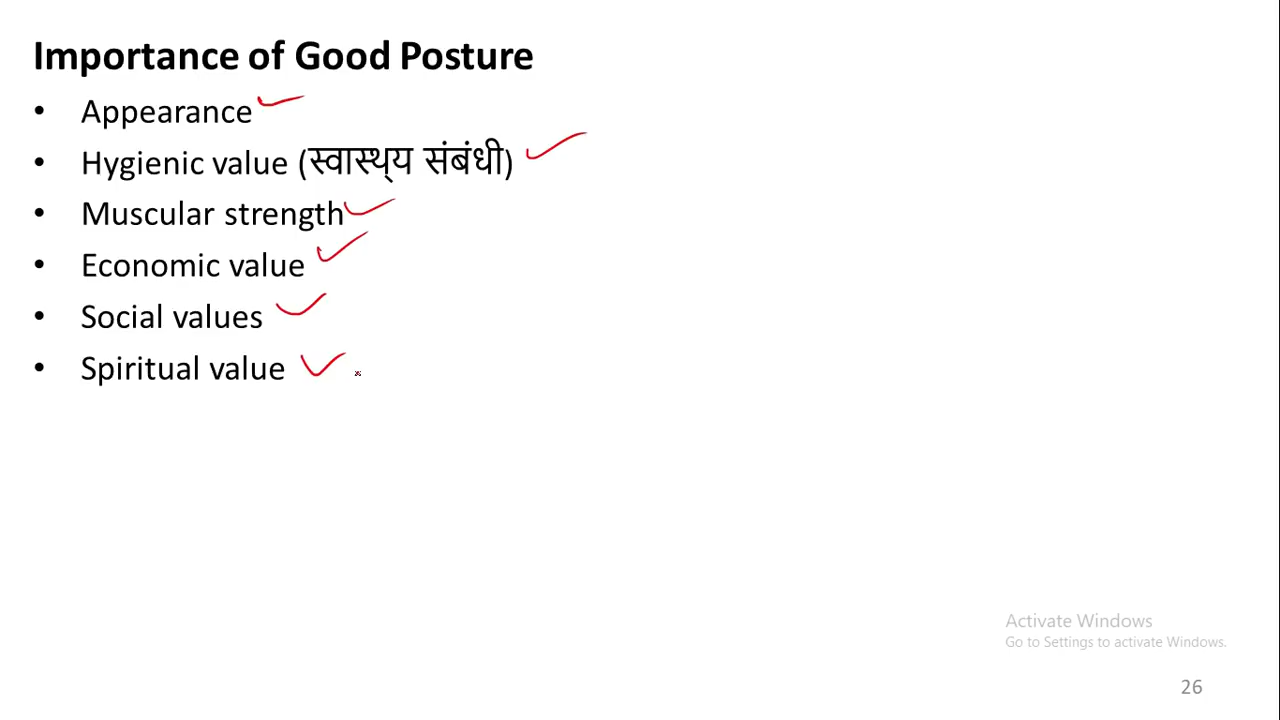 Importance of Good Posture
• Appearance
• Hygienic value (स्वास्थ्य संबंधी)
• Muscular strength
• Economic value
• Social values
• Spiritual value
Activate Windows
Go to Settings to activate Windows.
26